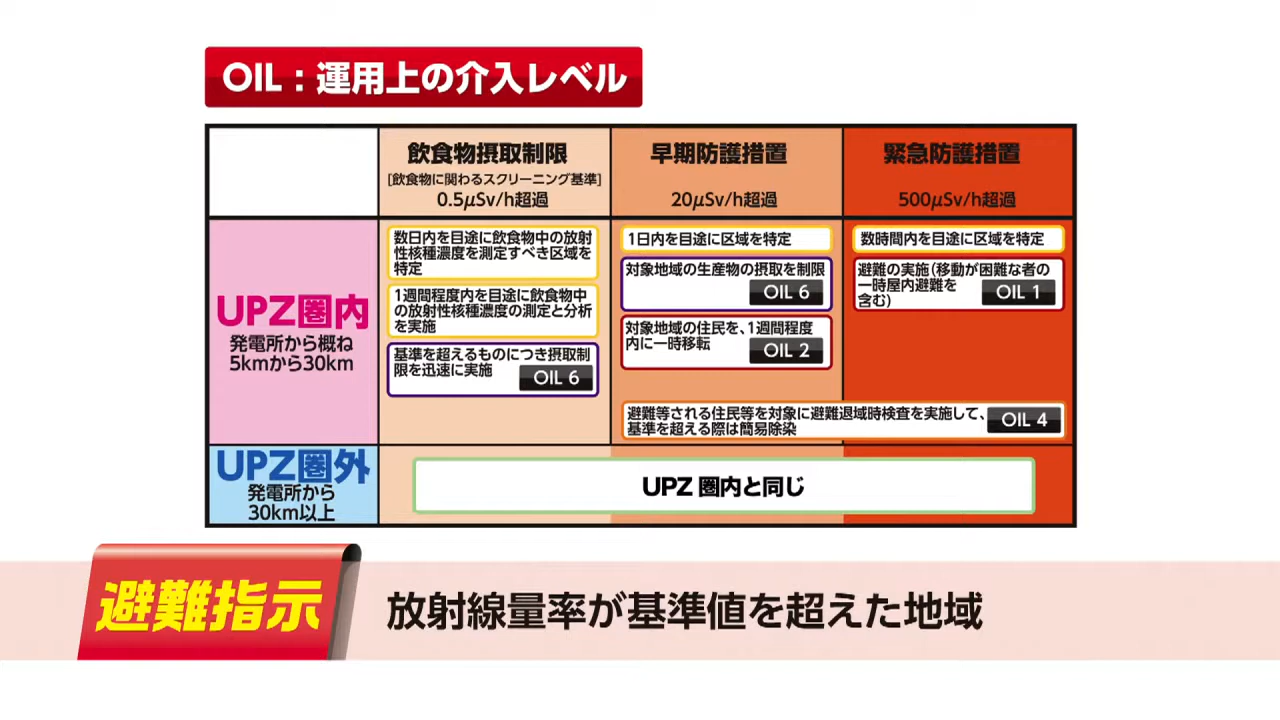 OIL：運用上の介入レベル
飲食物摂取制限
[飲食物に関わるスクリーニング基準]
0.5μSv/h超過
早期防護措置
20μSv/h超過
緊急防護措置
500μSv/h超過
UPZ圏内
発電所から概ね
5kmから30km
数日内を目途に飲食物中の放射
性核種濃度を測定すべき区域を
特定
1週間程度内を目途に飲食物中
の放射性核種濃度の測定と分析
を実施
基準を超えるものにつき摂取制
限を迅速に実施
OIL 6
1日内を目途に区域を特定
対象地域の生産物の摂取を制限
OIL 6
対象地域の住民を、1週間程度
内に一時移転
OIL 2
数時間内を目途に区域を特定
避難の実施（移動が困難な者の
一時屋内避難を
含む）
OIL 1
避難等される住民等を対象に避難退域時検査を実施して、
基準を超える際は簡易除染
OIL 4
UPZ圏外
発電所から
30km以上
UPZ 圏内と同じ
避難指示
放射線量率が基準値を超えた地域